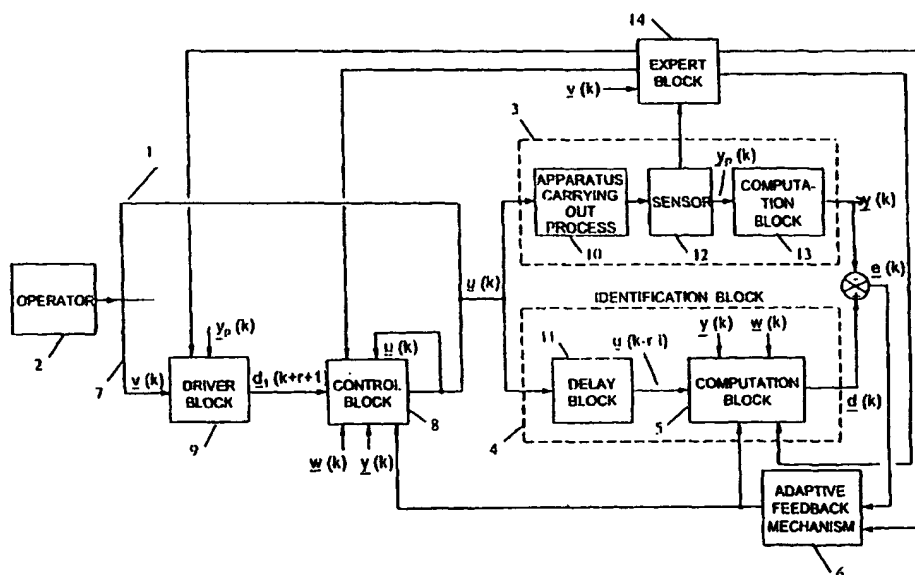 14
EXPERT
BLOCK
v (k)
3
1
yp (k)
APPARATUS
CARRYING
OUT
PROCESS
SENSOR
COMPUTA-
TION
BLOCK
y (k)
10
12
13
OPERATOR
u (k)
e (k)
IDENTIFICATION BLOCK
2
yp (k)
u (k)
11
u (k-r-1)
y (k)
w (k)
7
v (k)
DRIVER
BLOCK
d1 (k+r+1)
CONTROL
BLOCK
DELAY
BLOCK
COMPUTATION
BLOCK
d (k)
8
5
9
4
w (k)
y (k)
ADAPTIVE
FEEDBACK
MECHANISM
6